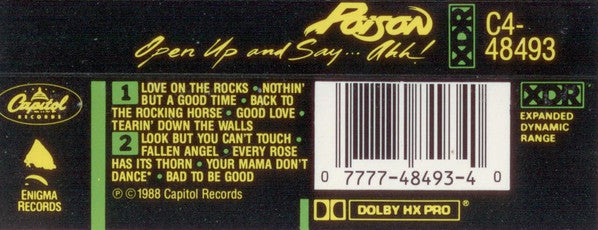 Poison
Open Up and Say... Ahh!
XDR
C4-
48493
Capitol
RECORDS
ENIGMA
RECORDS
1 LOVE ON THE ROCKS • NOTHIN'
BUT A GOOD TIME • BACK TO
THE ROCKING HORSE • GOOD LOVE •
TEARIN' DOWN THE WALLS
2 LOOK BUT YOU CAN'T TOUCH •
FALLEN ANGEL • EVERY ROSE
HAS ITS THORN • YOUR MAMA DON'T
DANCE* • BAD TO BE GOOD
℗ © 1988 Capitol Records
0 7777-48493-4 0
DOLBY HX PRO
XDR
EXPANDED
DYNAMIC
RANGE